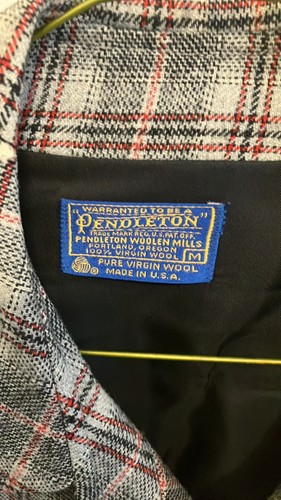 WARRANTED TO BE A
"PENDLETON"
TRADE MARK REG. U.S. PAT. OFF.
PENDLETON WOOLEN MILLS
PORTLAND, OREGON
100% VIRGIN WOOL M
PURE VIRGIN WOOL
MADE IN U.S.A.